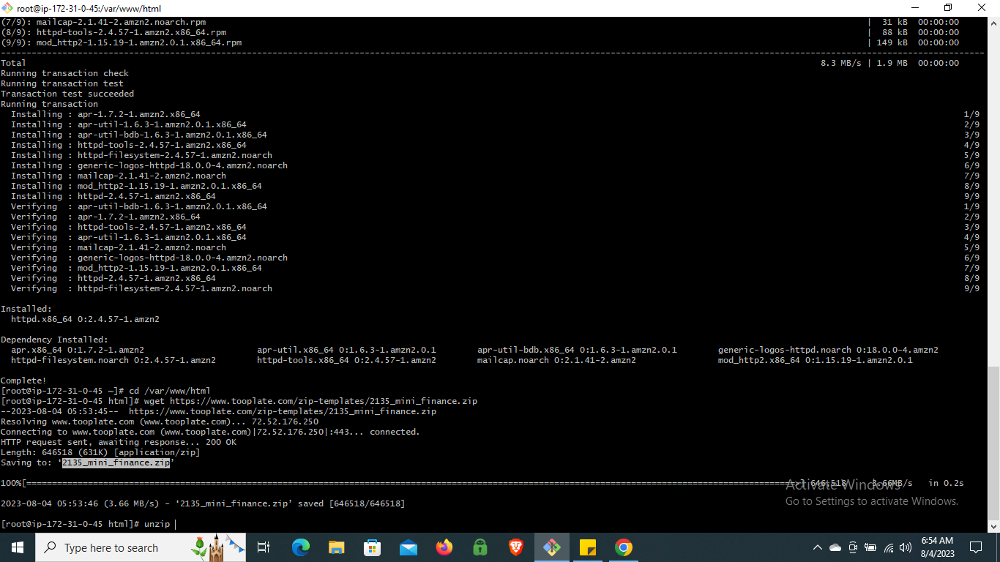 root@ip-172-31-0-45:/var/www/html
(7/9): mailcap-2.1.41-2.amzn2.noarch.rpm | 31 kB 00:00:00
(8/9): httpd-tools-2.4.57-1.amzn2.x86_64.rpm | 88 kB 00:00:00
(9/9): mod_http2-1.15.19-1.amzn2.0.1.x86_64.rpm | 149 kB 00:00:00
--------------------------------------------------------------------------------
Total 8.3 MB/s | 1.9 MB 00:00:00
Running transaction check
Running transaction test
Transaction test succeeded
Running transaction
Installing : apr-1.7.2-1.amzn2.x86_64 1/9
Installing : apr-util-1.6.3-1.amzn2.0.1.x86_64 2/9
Installing : apr-util-bdb-1.6.3-1.amzn2.0.1.x86_64 3/9
Installing : httpd-tools-2.4.57-1.amzn2.x86_64 4/9
Installing : httpd-filesystem-2.4.57-1.amzn2.noarch 5/9
Installing : generic-logos-httpd-18.0.0-4.amzn2.noarch 6/9
Installing : mailcap-2.1.41-2.amzn2.noarch 7/9
Installing : mod_http2-1.15.19-1.amzn2.0.1.x86_64 8/9
Installing : httpd-2.4.57-1.amzn2.x86_64 9/9
Verifying : apr-util-bdb-1.6.3-1.amzn2.0.1.x86_64 1/9
Verifying : apr-1.7.2-1.amzn2.x86_64 2/9
Verifying : httpd-tools-2.4.57-1.amzn2.x86_64 3/9
Verifying : apr-util-1.6.3-1.amzn2.0.1.x86_64 4/9
Verifying : mailcap-2.1.41-2.amzn2.noarch 5/9
Verifying : generic-logos-httpd-18.0.0-4.amzn2.noarch 6/9
Verifying : mod_http2-1.15.19-1.amzn2.0.1.x86_64 7/9
Verifying : httpd-2.4.57-1.amzn2.x86_64 8/9
Verifying : httpd-filesystem-2.4.57-1.amzn2.noarch 9/9
Installed:
httpd.x86_64 0:2.4.57-1.amzn2
Dependency Installed:
apr.x86_64 0:1.7.2-1.amzn2 apr-util.x86_64 0:1.6.3-1.amzn2.0.1 apr-util-bdb.x86_64 0:1.6.3-1.amzn2.0.1 generic-logos-httpd.noarch 0:18.0.0-4.amzn2
httpd-filesystem.noarch 0:2.4.57-1.amzn2 httpd-tools.x86_64 0:2.4.57-1.amzn2 mailcap.noarch 0:2.1.41-2.amzn2 mod_http2.x86_64 0:1.15.19-1.amzn2.0.1
Complete!
[root@ip-172-31-0-45 ~]# cd /var/www/html
[root@ip-172-31-0-45 html]# wget https://www.tooplate.com/zip-templates/2135_mini_finance.zip
--2023-08-04 05:53:45-- https://www.tooplate.com/zip-templates/2135_mini_finance.zip
Resolving www.tooplate.com (www.tooplate.com)... 72.52.176.250
Connecting to www.tooplate.com (www.tooplate.com)|72.52.176.250|:443... connected.
HTTP request sent, awaiting response... 200 OK
Length: 646518 (631K) [application/zip]
Saving to: ‘2135_mini_finance.zip’
100%[================================================================================>] 646,518 3.66MB/s in 0.2s
2023-08-04 05:53:46 (3.66 MB/s) - ‘2135_mini_finance.zip’ saved [646518/646518]
[root@ip-172-31-0-45 html]# unzip
Activate Windows
Go to Settings to activate Windows.
Type here to search
6:54 AM
8/4/2023